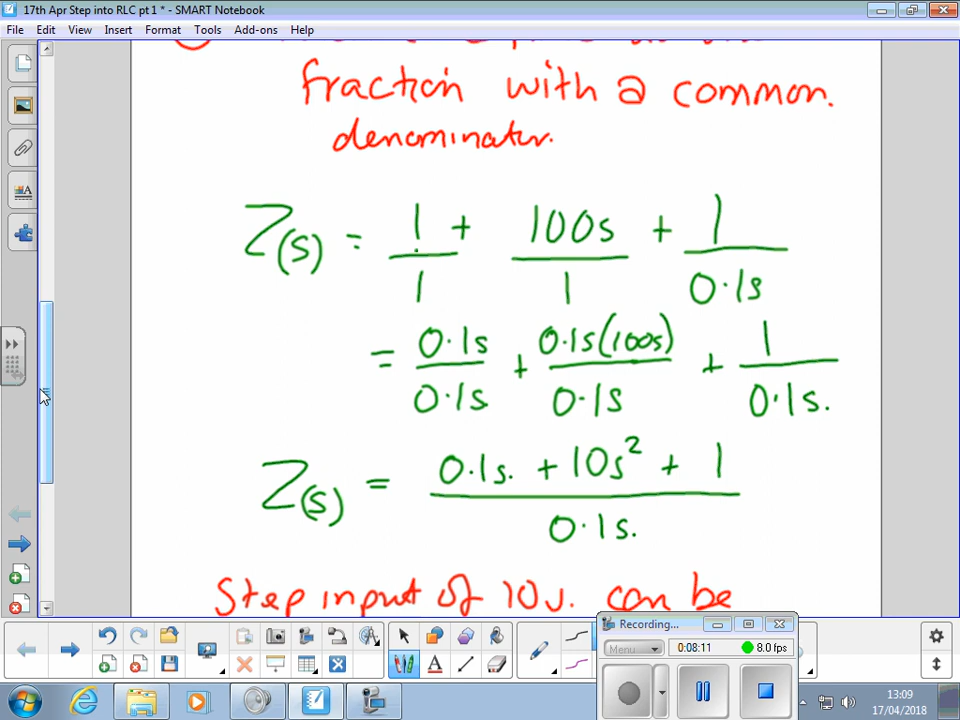 17th Apr Step into RLC pt 1 * - SMART Notebook
File Edit View Insert Format Tools Add-ons Help
fraction with a common.
denominator.
Z(s) = 1/1 + 100s/1 + 1/0.1s
= 0.1s/0.1s + 0.1s(100s)/0.1s + 1/0.1s.
Z(s) = 0.1s. + 10s² + 1 / 0.1s.
Step input of 10v. can be
Recording...
Menu 0:08:11 8.0 fps
A
13:09
17/04/2018